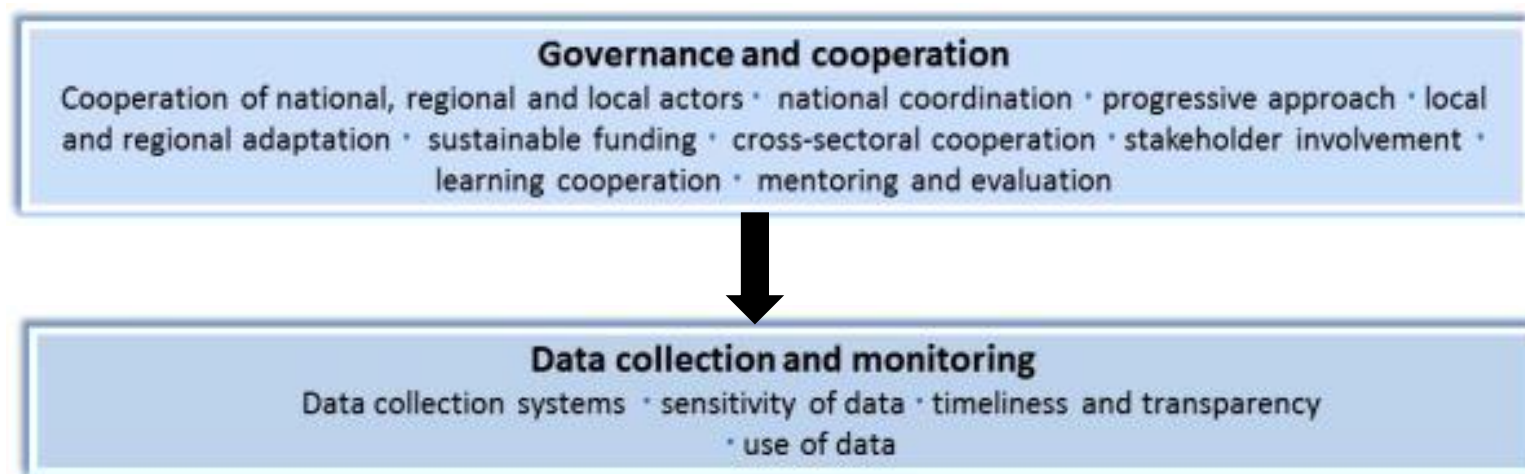 Governance and cooperation
Cooperation of national, regional and local actors · national coordination · progressive approach · local
and regional adaptation · sustainable funding · cross-sectoral cooperation · stakeholder involvement ·
learning cooperation · mentoring and evaluation
Data collection and monitoring
Data collection systems · sensitivity of data · timeliness and transparency
· use of data